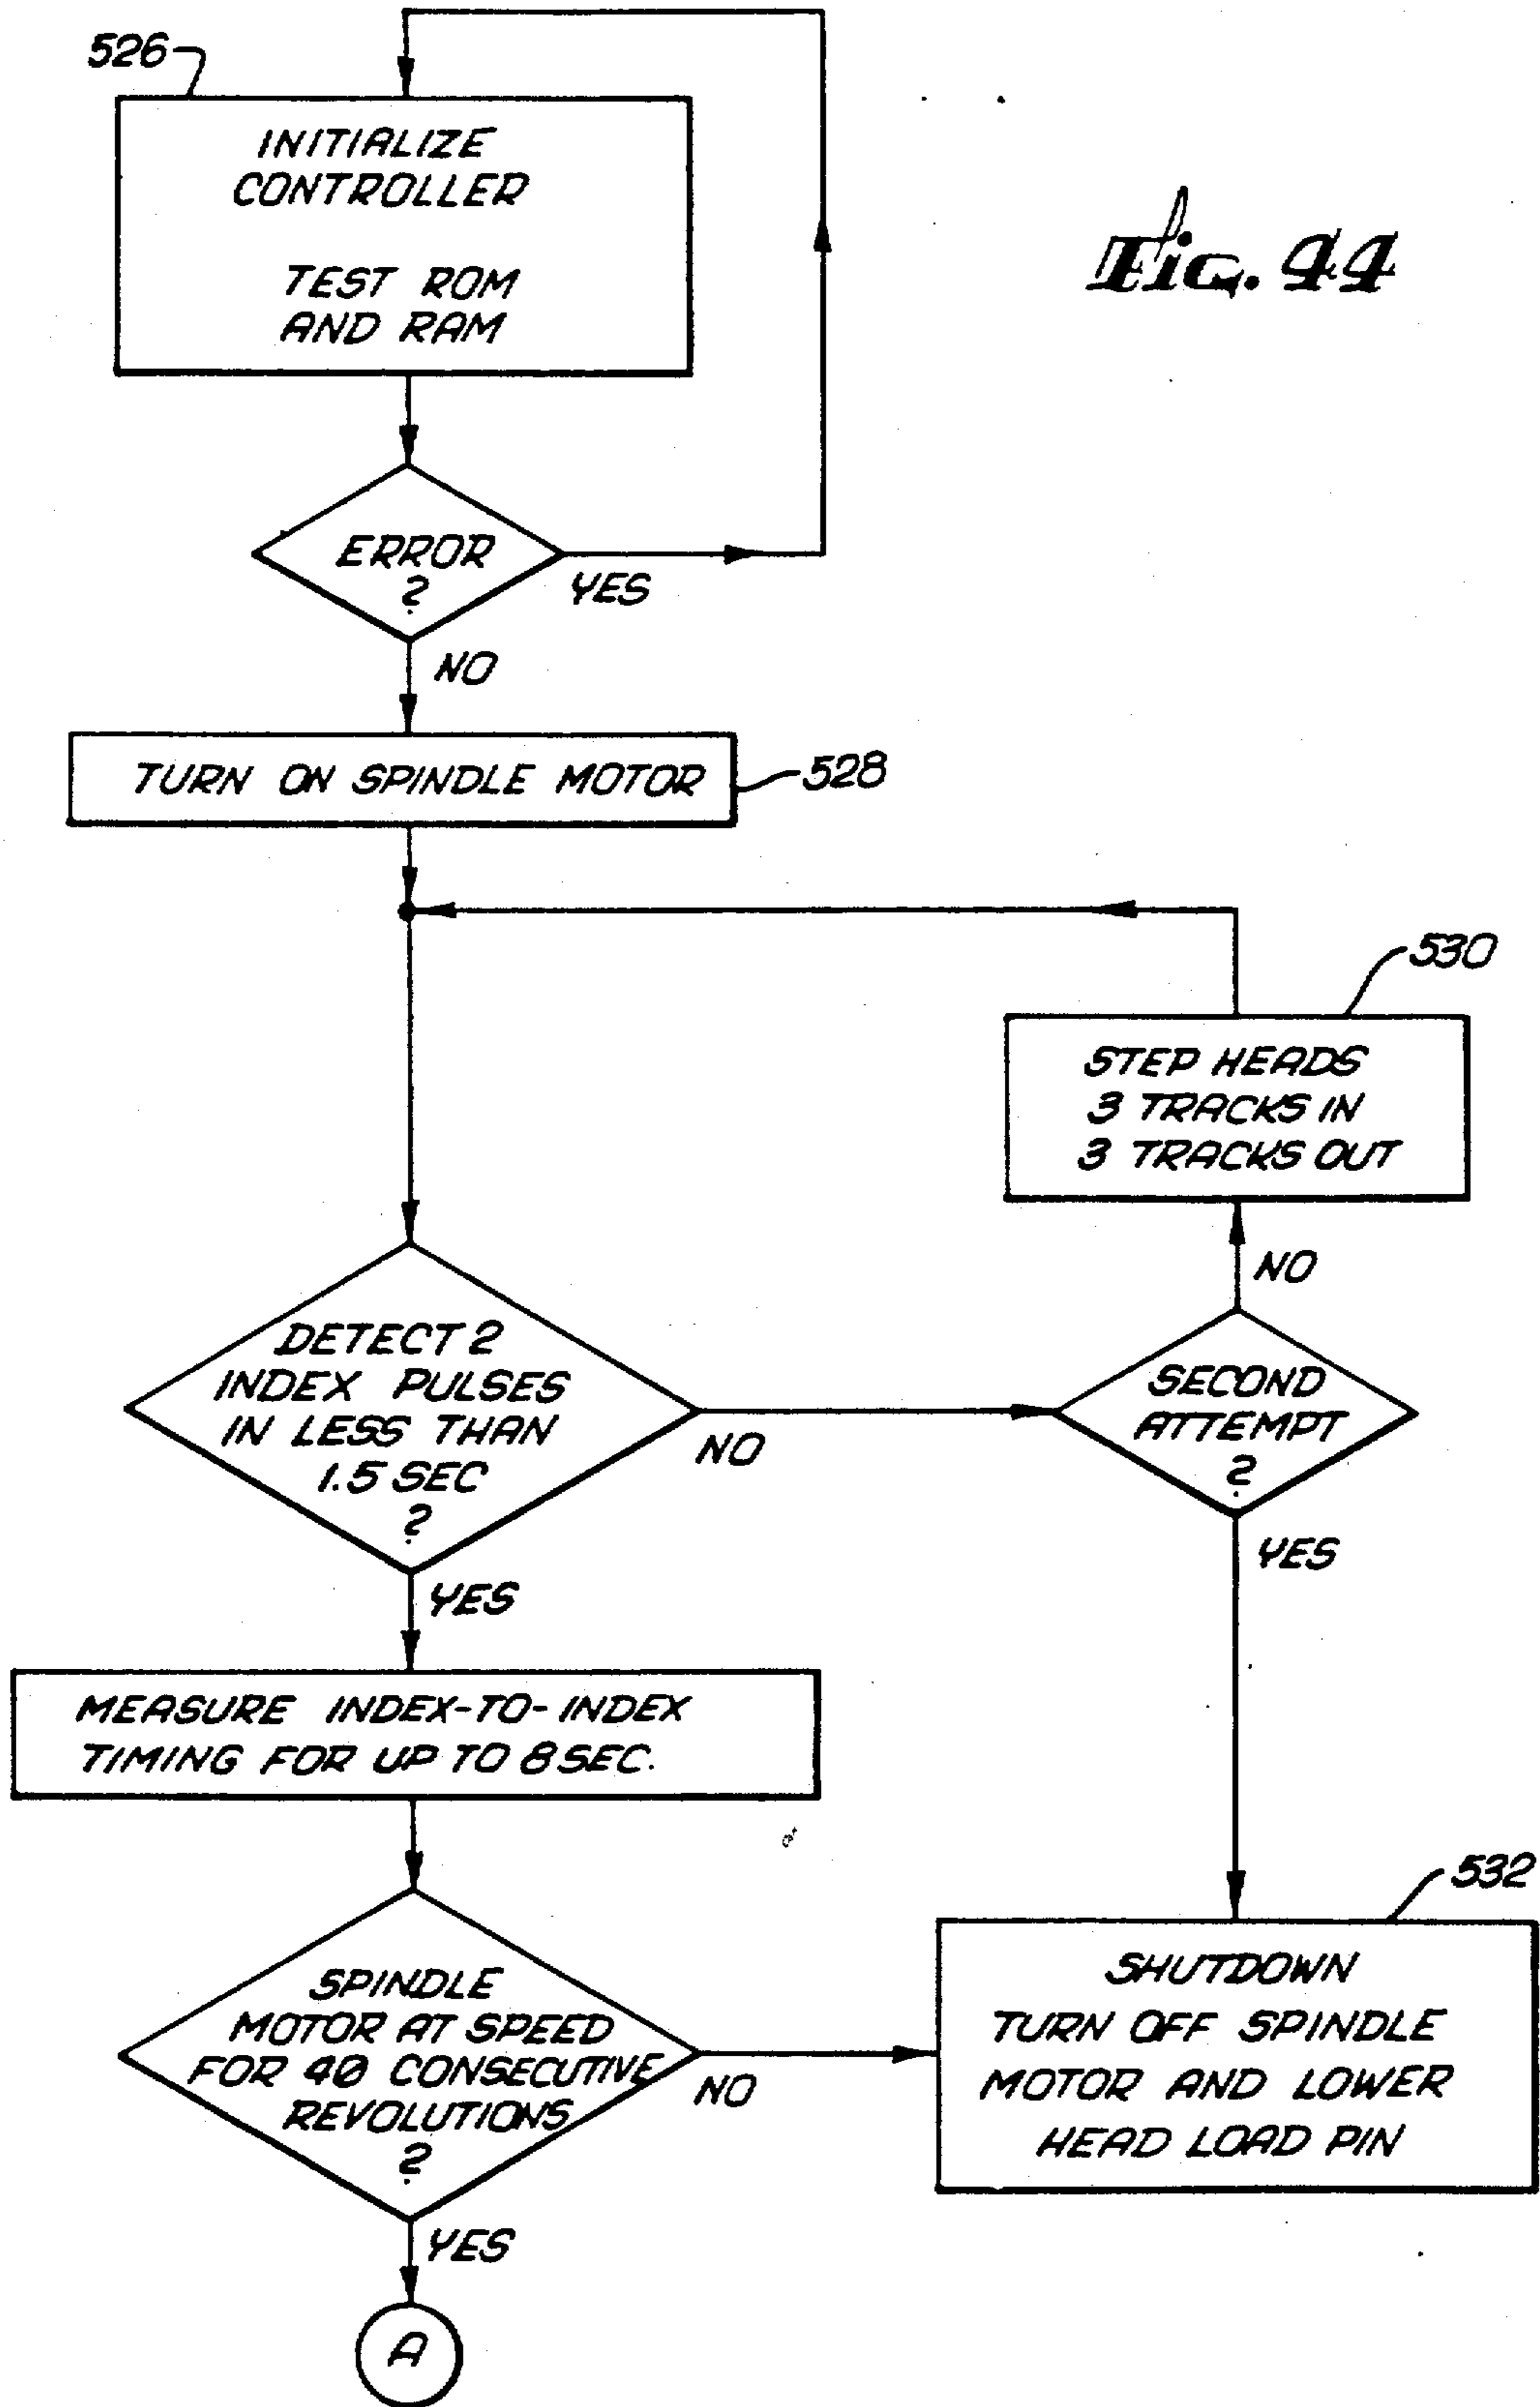 526
INITIALIZE
CONTROLLER
TEST ROM
AND RAM
Fig. 44
ERROR
?
YES
NO
TURN ON SPINDLE MOTOR
528
530
STEP HEADS
3 TRACKS IN
3 TRACKS OUT
NO
DETECT 2
INDEX PULSES
IN LESS THAN
1.5 SEC
?
NO
SECOND
ATTEMPT
?
YES
YES
MEASURE INDEX-TO-INDEX
TIMING FOR UP TO 8 SEC.
532
SPINDLE
MOTOR AT SPEED
FOR 40 CONSECUTIVE
REVOLUTIONS
?
NO
SHUTDOWN
TURN OFF SPINDLE
MOTOR AND LOWER
HEAD LOAD PIN
YES
A